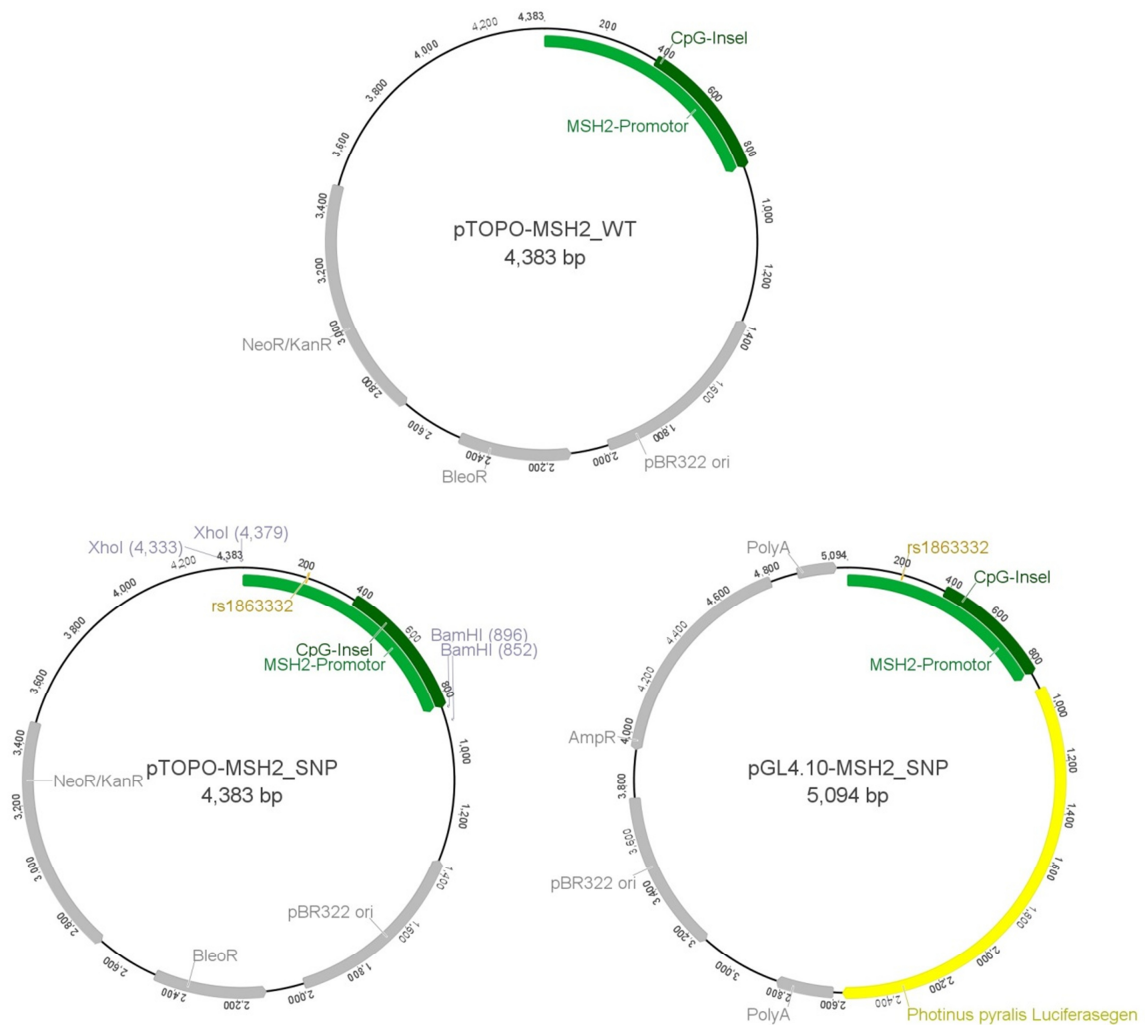 4,383
200
CpG-Insel
400
600
MSH2-Promotor
800
1,000
1,200
1,400
1,600
1,800
pBR322 ori
2,000
2,200
2,400
BleoR
2,600
2,800
3,000
NeoR/KanR
3,200
3,400
3,600
3,800
4,000
4,200
pTOPO-MSH2_WT
4,383 bp
XhoI (4,379)
XhoI (4,333)
4,200
4,383
200
rs1863332
400
CpG-Insel
600
MSH2-Promotor
BamHI (896)
BamHI (852)
800
1,000
1,200
1,400
pBR322 ori
1,600
1,800
2,000
2,200
2,400
BleoR
2,600
2,800
3,000
3,200
NeoR/KanR
3,400
3,600
3,800
4,000
pTOPO-MSH2_SNP
4,383 bp
PolyA
5,094
200
rs1863332
400
CpG-Insel
600
MSH2-Promotor
800
1,000
1,200
1,400
1,600
1,800
2,000
2,200
2,400
Photinus pyralis Luciferasegen
2,600
2,800
PolyA
3,000
3,200
3,400
pBR322 ori
3,600
3,800
4,000
AmpR
4,200
4,400
4,600
4,800
pGL4.10-MSH2_SNP
5,094 bp